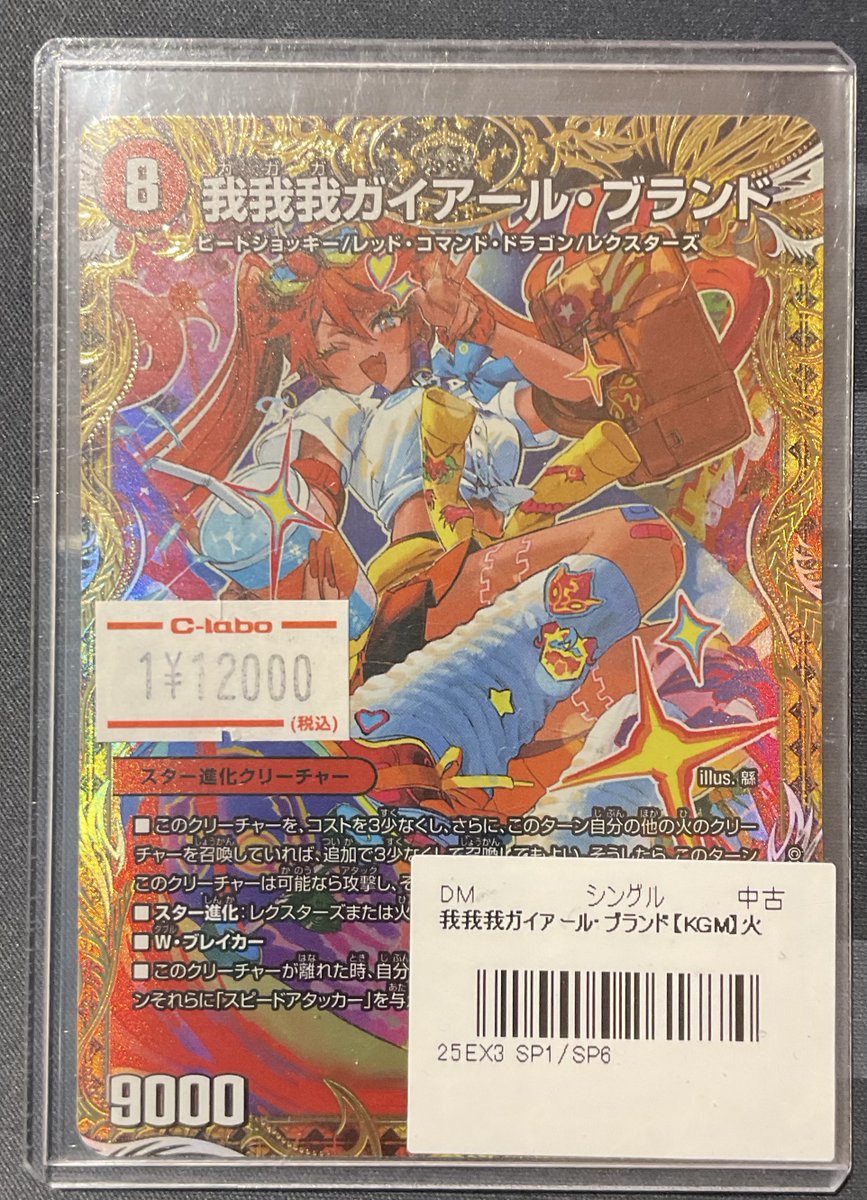 8
我我我ガイアール・ブランド
ビートジョッキー/レッド・コマンド・ドラゴン/レクスターズ
C-labo
1¥12000
(税込)
スター進化クリーチャー
illus. 縣
■このクリーチャーを、コストを3少なくし、さらに、このターン自分の他の火のクリー
チャーを召喚していれば、追加で3少なくして召喚してもよい。そうしたら、このターン
このクリーチャーは可能なら攻撃し、
■スター進化:レクスターズまたは火
■W・ブレイカー
■このクリーチャーが離れた時、自分
ンそれらに「スピードアタッカー」を与え
9000
DM シングル 中古
我我我ガイアール・ブランド【KGM】火
25EX3 SP1/SP6